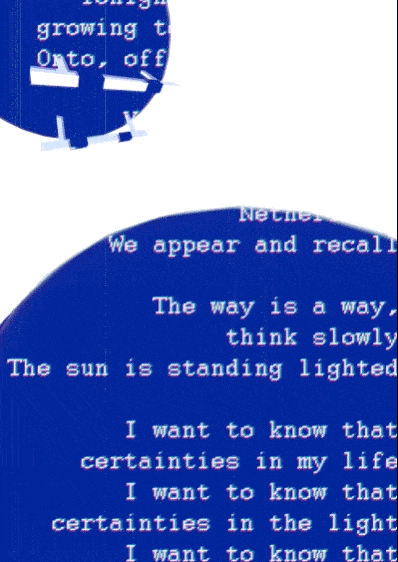 growing
Onto, off
We appear and recall
The way is a way,
think slowly
The sun is standing lighted
I want to know that
certainties in my life
I want to know that
certainties in the light
I want to know that